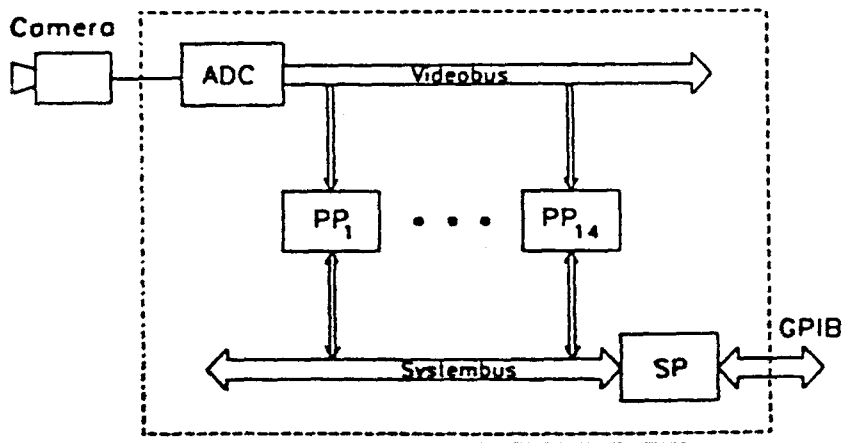 Camera
ADC
Videobus
PP1
PP14
GPIB
Systembus
SP